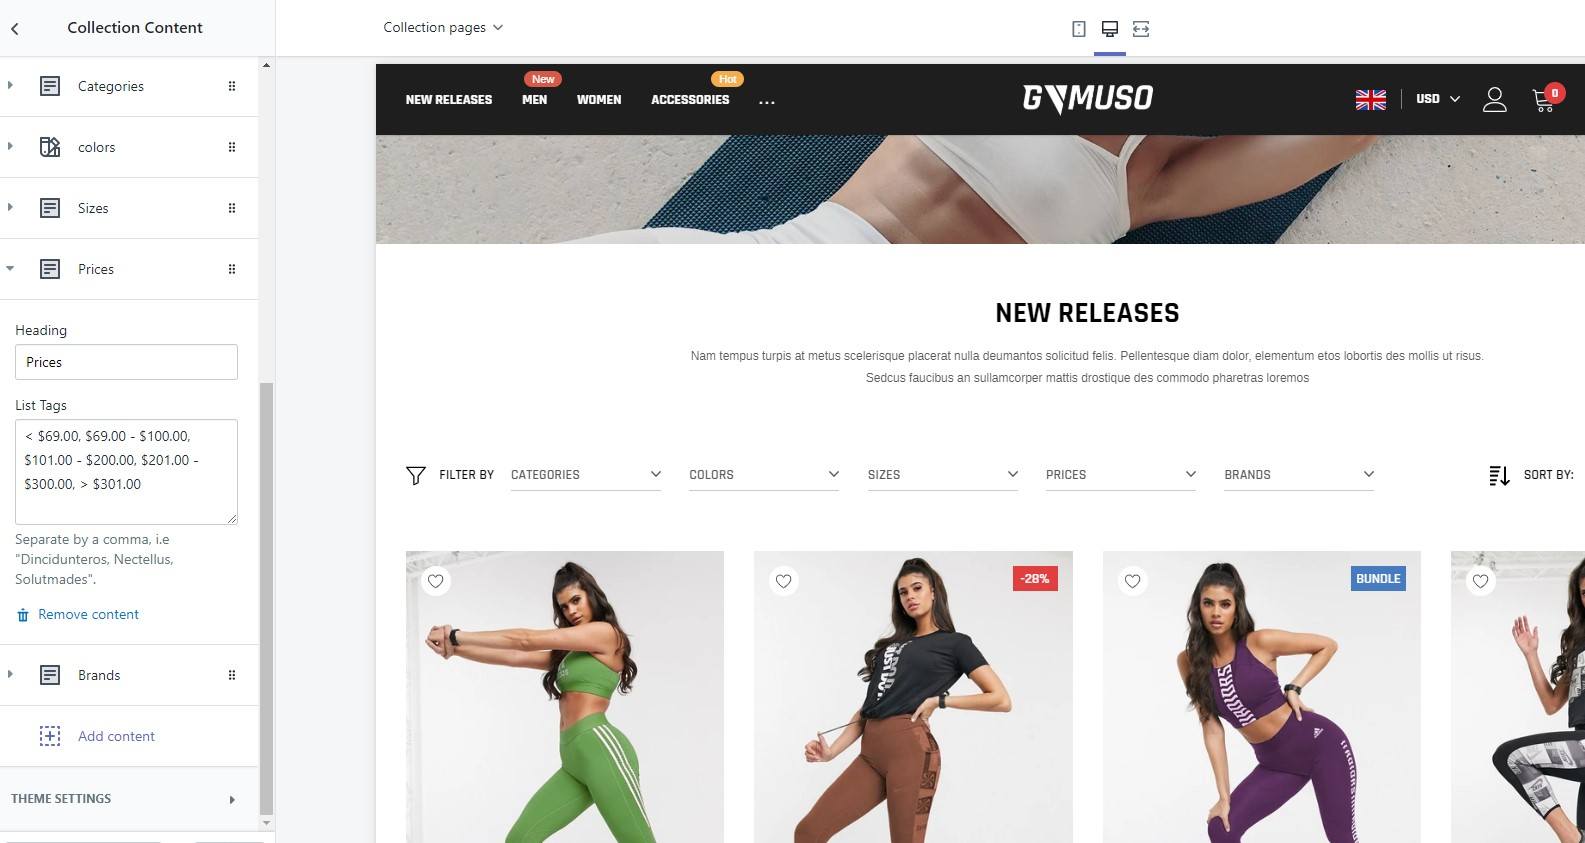 Collection Content
Categories
colors
Sizes
Prices
Heading
Prices
List Tags
< $69.00, $69.00 - $100.00,
$101.00 - $200.00, $201.00 -
$300.00, > $301.00
Separate by a comma, i.e
"Dincidunteros, Nectellus,
Solutmades".
Remove content
Brands
Add content
THEME SETTINGS
Collection pages
New
Hot
NEW RELEASES MEN WOMEN ACCESSORIES ...
GYMUSO
USD
0
NEW RELEASES
Nam tempus turpis at metus scelerisque placerat nulla deumantos solicitud felis. Pellentesque diam dolor, elementum etos lobortis des mollis ut risus.
Sedcus faucibus an sullamcorper mattis drostique des commodo pharetras loremos
FILTER BY CATEGORIES COLORS SIZES PRICES BRANDS SORT BY:
-28%
BUNDLE